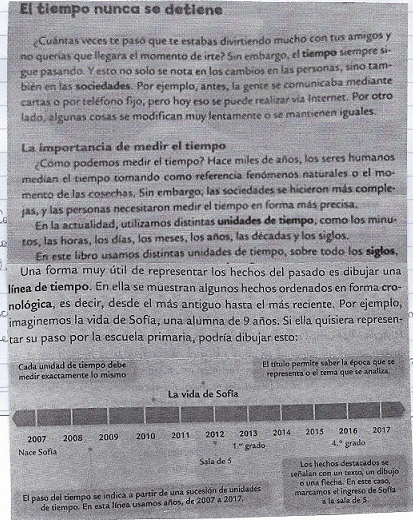 El tiempo nunca se detiene
¿Cuántas veces te pasó que te estabas divirtiendo mucho con tus amigos y
no querías que llegara el momento de irte? Sin embargo, el tiempo siempre si-
gue pasando. Y esto no solo se nota en los cambios en las personas, sino tam-
bién en las sociedades. Por ejemplo, antes, la gente se comunicaba mediante
cartas o por teléfono fijo, pero hoy eso se puede realizar vía Internet. Por otro
lado, algunas cosas se modifican muy lentamente o se mantienen iguales.
La importancia de medir el tiempo
¿Cómo podemos medir el tiempo? Hace miles de años, los seres humanos
medían el tiempo tomando como referencia fenómenos naturales o el mo-
mento de las cosechas. Sin embargo, las sociedades se hicieron más comple-
jas, y las personas necesitaron medir el tiempo en forma más precisa.
En la actualidad, utilizamos distintas unidades de tiempo, como los minu-
tos, las horas, los días, los meses, los años, las décadas y los siglos.
En este libro usamos distintas unidades de tiempo, sobre todo los siglos.
Una forma muy útil de representar los hechos del pasado es dibujar una
línea de tiempo. En ella se muestran algunos hechos ordenados en forma cro-
nológica, es decir, desde el más antiguo hasta el más reciente. Por ejemplo,
imaginemos la vida de Sofía, una alumna de 9 años. Si ella quisiera represen-
tar su paso por la escuela primaria, podría dibujar esto:
Cada unidad de tiempo debe
medir exactamente lo mismo
El título permite saber la época que se
representa o el tema que se analiza.
La vida de Sofía
2007 2008 2009 2010 2011 2012 2013 2014 2015 2016 2017
Nace Sofía
1.er grado
4.º grado
Sala de 5
El paso del tiempo se indica a partir de una sucesión de unidades
de tiempo. En esta línea usamos años, de 2007 a 2017.
Los hechos destacados se
señalan con un texto, un dibujo
o una flecha. En este caso,
marcamos el ingreso de Sofía
a la sala de 5.